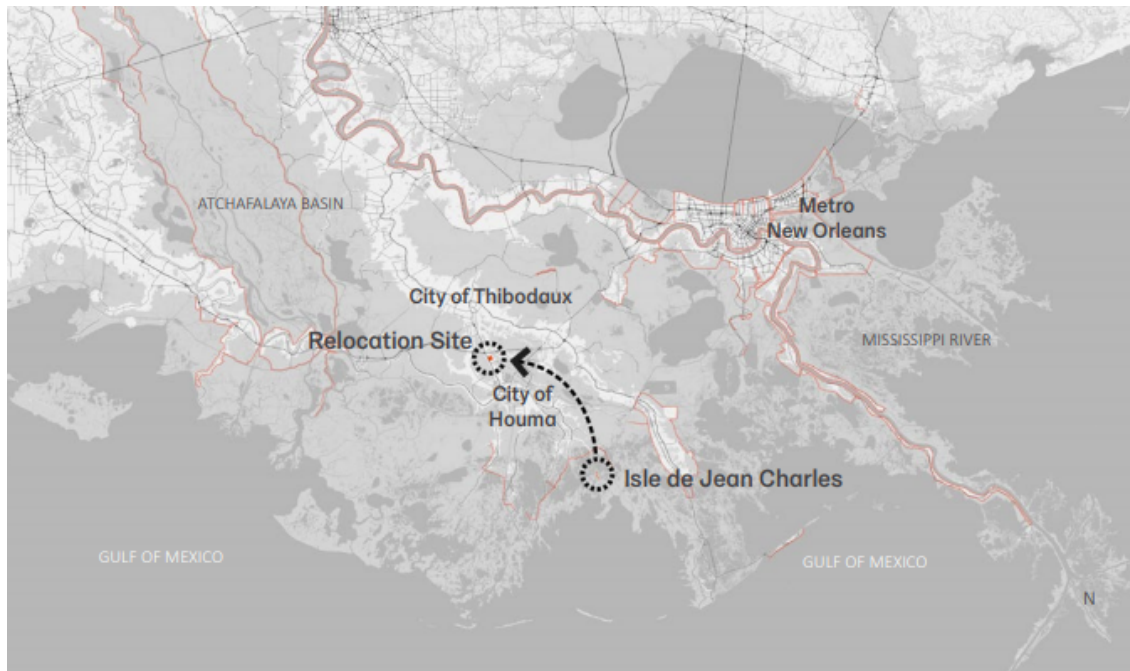 ATCHAFALAYA BASIN
Metro
New Orleans
City of Thibodaux
Relocation Site
MISSISSIPPI RIVER
City of
Houma
Isle de Jean Charles
GULF OF MEXICO
GULF OF MEXICO
N